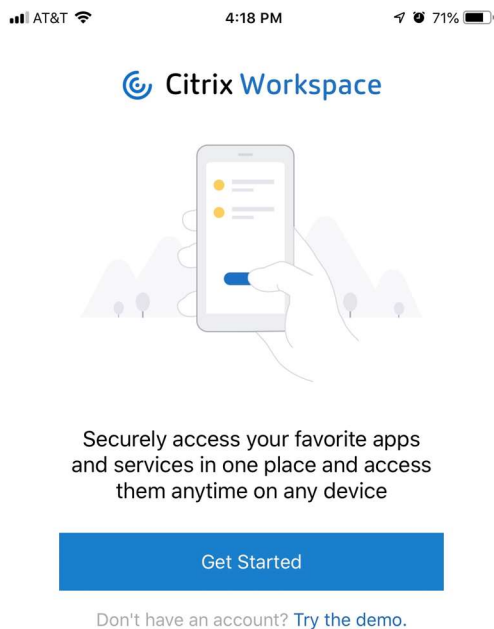 AT&T 4:18 PM 71%
Citrix Workspace
Securely access your favorite apps
and services in one place and access
them anytime on any device
Get Started
Don't have an account? Try the demo.